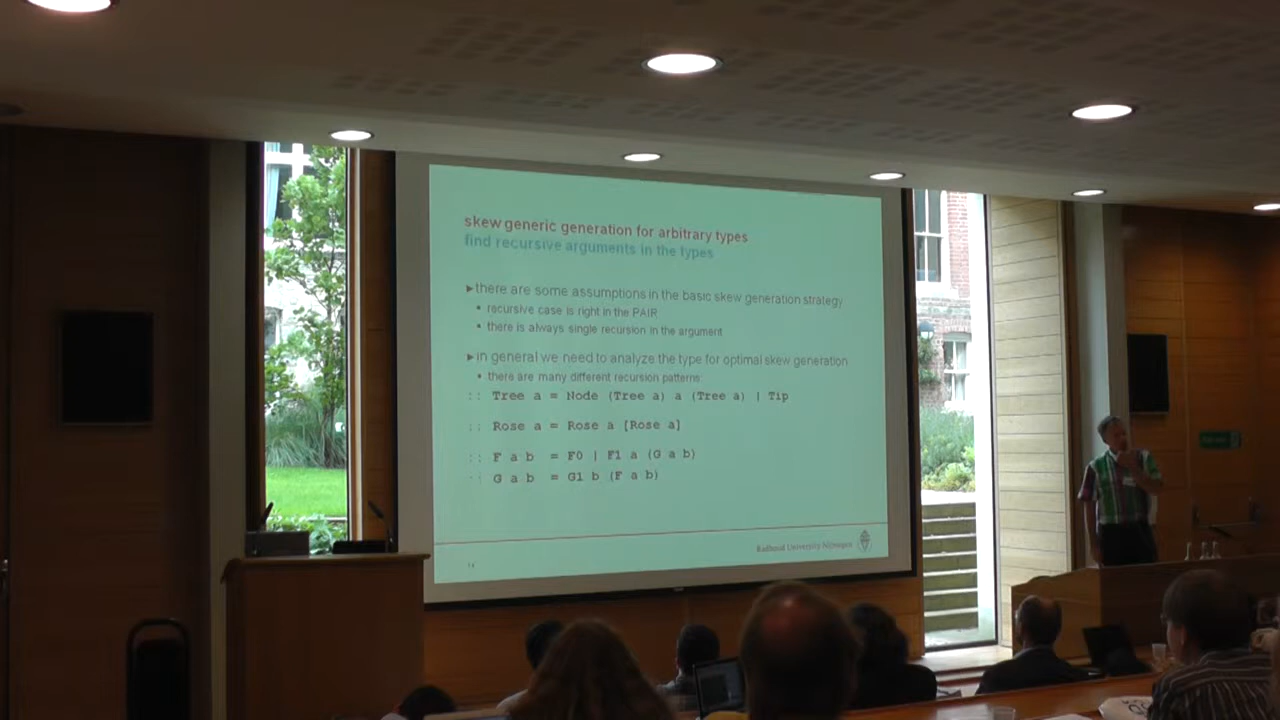 skew generic generation for arbitrary types
find recursive arguments in the types
►there are some assumptions in the basic skew generation strategy
• recursive case is right in the PAIR
• there is always single recursion in the argument
►in general we need to analyze the type for optimal skew generation
• there are many different recursion patterns:
:: Tree a = Node (Tree a) a (Tree a) | Tip
:: Rose a = Rose a [Rose a]
:: F a b = F0 | F1 a (G a b)
:: G a b = G1 b (F a b)
Radboud University Nijmegen